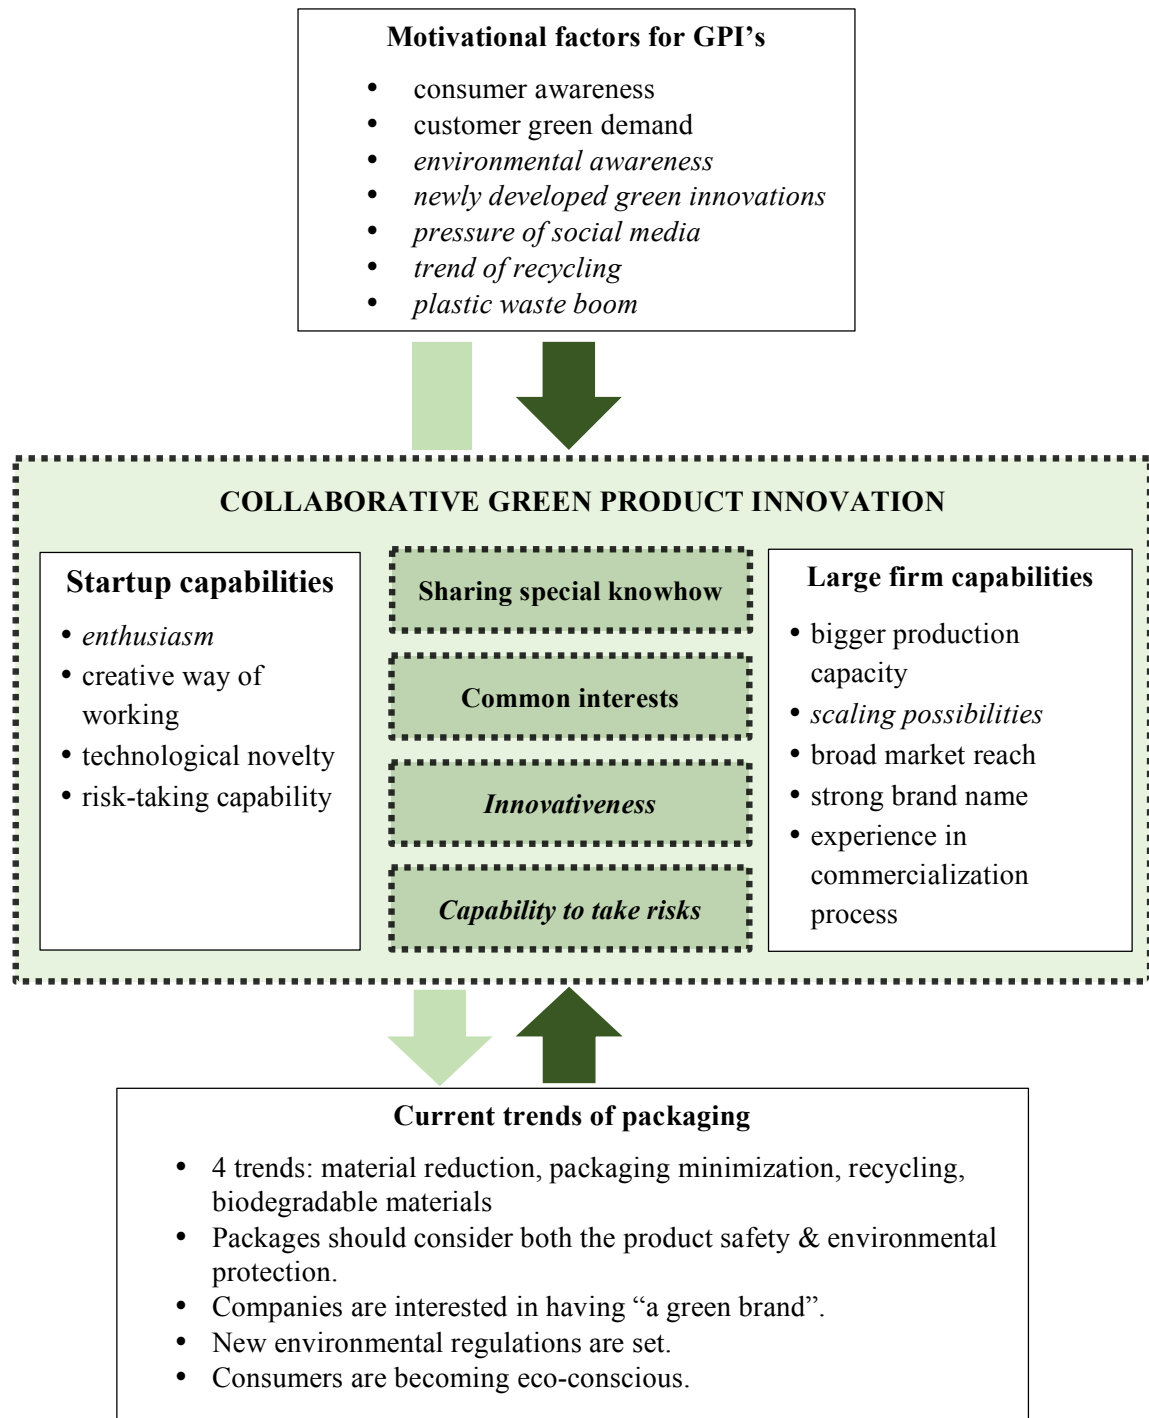 Motivational factors for GPI’s
• consumer awareness
• customer green demand
• environmental awareness
• newly developed green innovations
• pressure of social media
• trend of recycling
• plastic waste boom
COLLABORATIVE GREEN PRODUCT INNOVATION
Startup capabilities
• enthusiasm
• creative way of
working
• technological novelty
• risk-taking capability
Sharing special knowhow
Common interests
Innovativeness
Capability to take risks
Large firm capabilities
• bigger production
capacity
• scaling possibilities
• broad market reach
• strong brand name
• experience in
commercialization
process
Current trends of packaging
• 4 trends: material reduction, packaging minimization, recycling,
biodegradable materials
• Packages should consider both the product safety & environmental
protection.
• Companies are interested in having “a green brand”.
• New environmental regulations are set.
• Consumers are becoming eco-conscious.